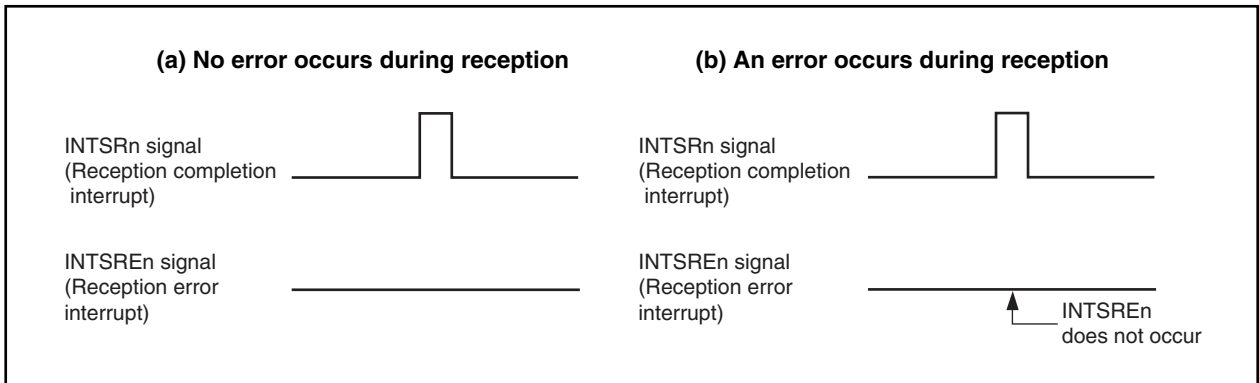 (a) No error occurs during reception
INTSRn signal
(Reception completion
interrupt)
INTSREn signal
(Reception error
interrupt)
(b) An error occurs during reception
INTSRn signal
(Reception completion
interrupt)
INTSREn signal
(Reception error
interrupt)
INTSREn
does not occur